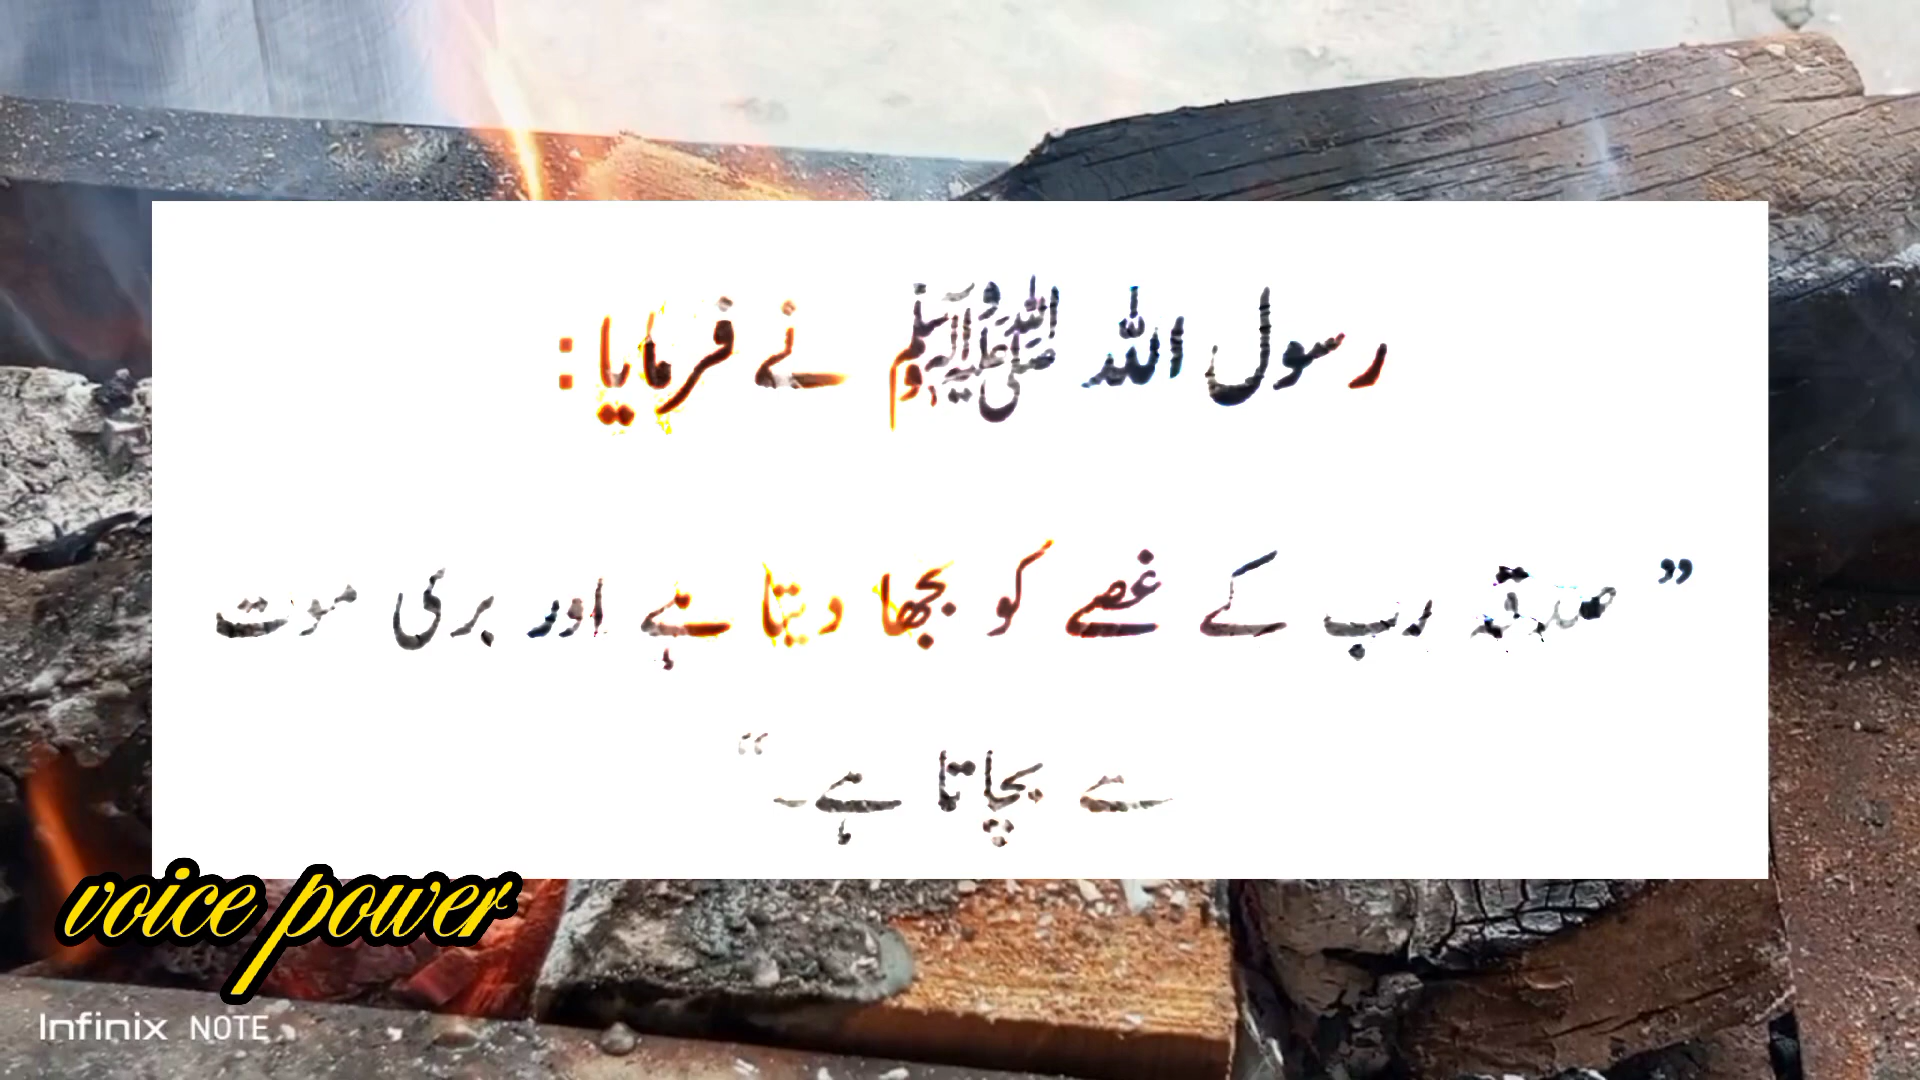 رسول اللہ ﷺ نے فرمایا :
” صدقہ رب کے غصے کو بجھا دیتا ہے اور بری موت
سے بچاتا ہے۔“
voice power
Infinix NOTE